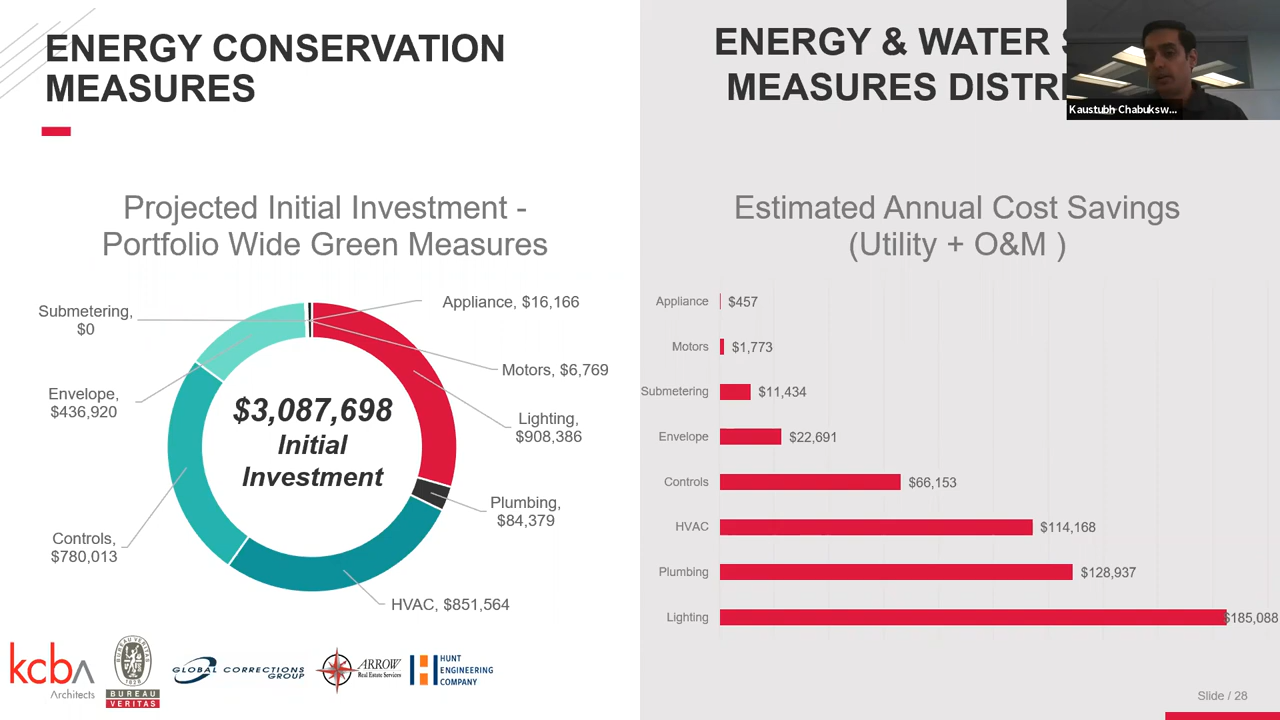 ENERGY CONSERVATION
MEASURES
Projected Initial Investment -
Portfolio Wide Green Measures
Submetering,
$0
Appliance, $16,166
Motors, $6,769
Envelope,
$436,920
Lighting,
$908,386
$3,087,698
Initial
Investment
Plumbing,
$84,379
Controls,
$780,013
HVAC, $851,564
kcba
Architects
BUREAU VERITAS
1828
BUREAU
VERITAS
GLOBAL CORRECTIONS
GROUP
ARROW
Real Estate Services
HUNT
ENGINEERING
COMPANY
ENERGY & WATER
MEASURES
Kaustubh Chabuksw...
Estimated Annual Cost Savings
(Utility + O&M )
Appliance $457
Motors $1,773
Submetering $11,434
Envelope $22,691
Controls $66,153
HVAC $114,168
Plumbing $128,937
Lighting $185,088
Slide / 28